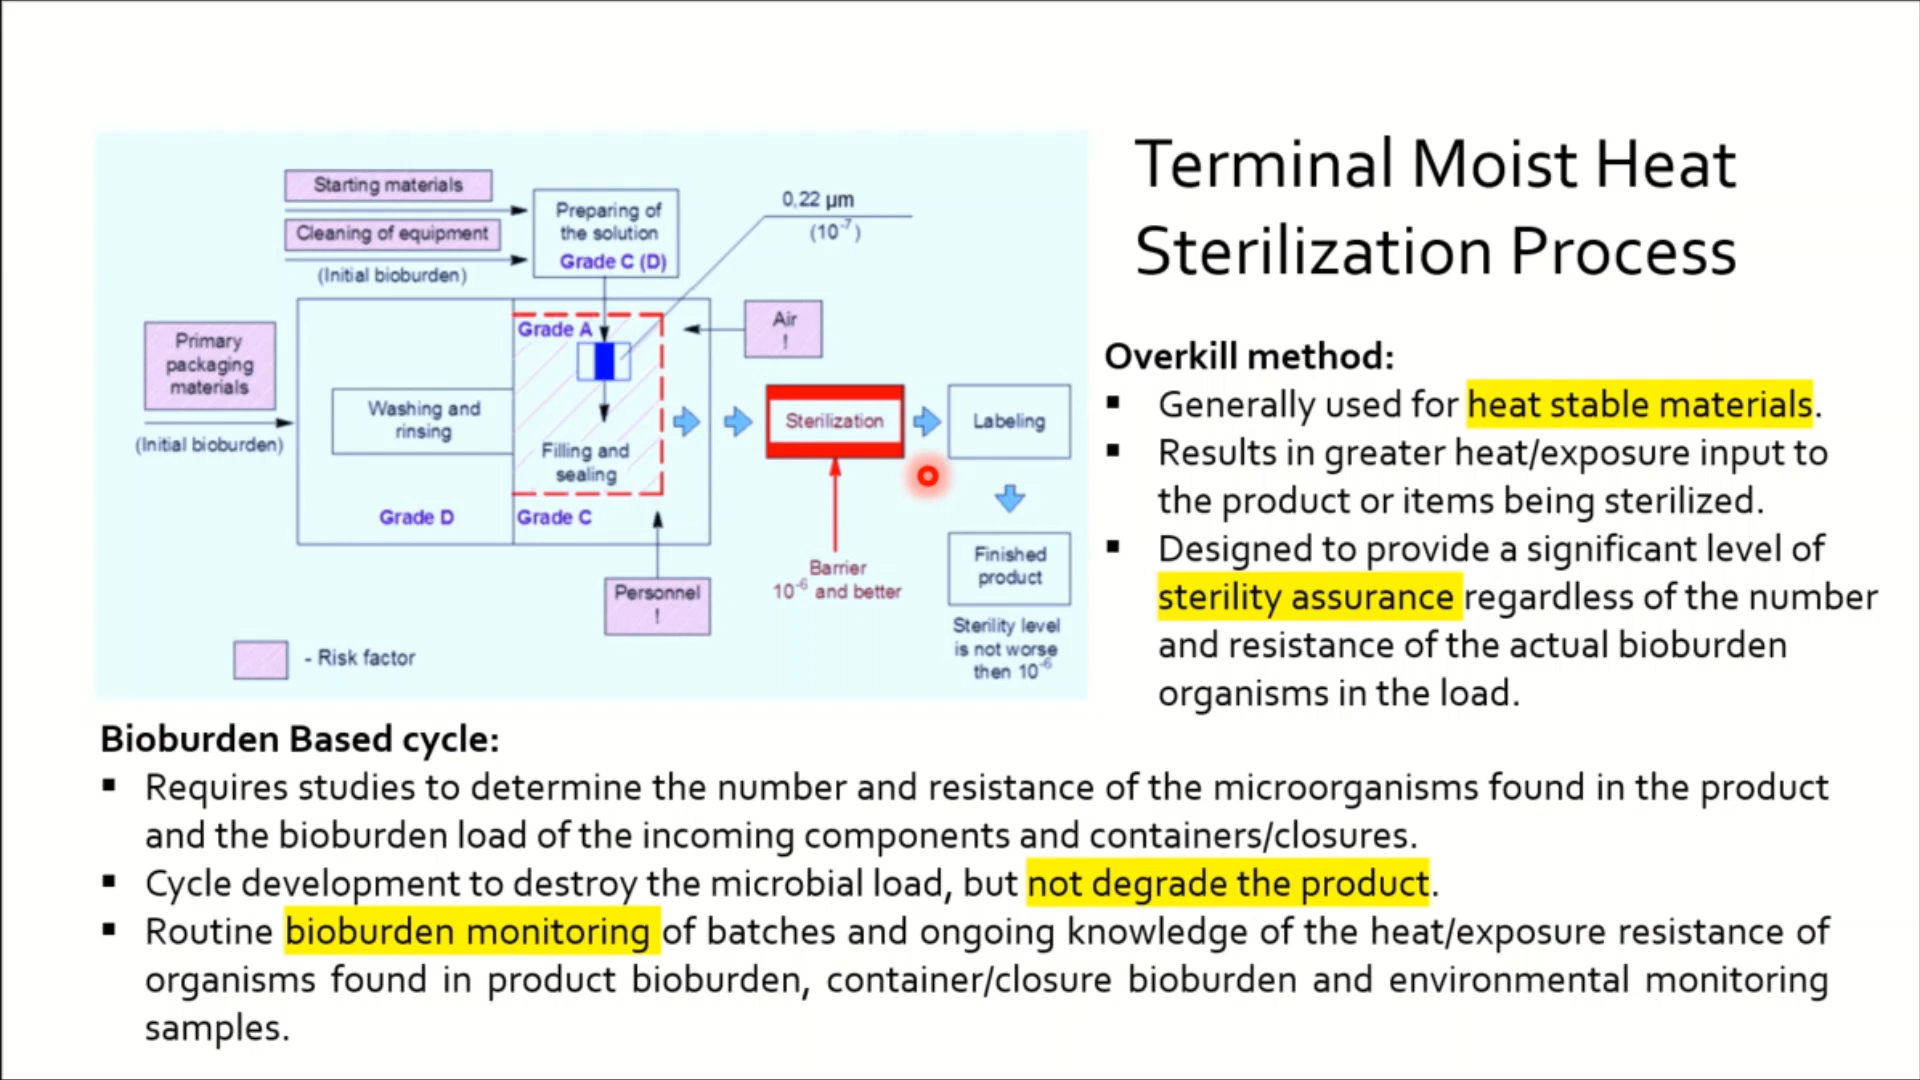 Terminal Moist Heat
Sterilization Process
Starting materials
Cleaning of equipment
(Initial bioburden)
Preparing of
the solution
Grade C (D)
0,22 µm
(10⁻⁷)
Primary
packaging
materials
(Initial bioburden)
Washing and
rinsing
Grade D
Grade A
Filling and
sealing
Grade C
Air
!
Personnel
!
Sterilization
Barrier
10⁻⁶ and better
Labeling
Finished
product
Sterility level
is not worse
then 10⁻⁶
- Risk factor
Overkill method:
▪ Generally used for heat stable materials.
▪ Results in greater heat/exposure input to
the product or items being sterilized.
▪ Designed to provide a significant level of
sterility assurance regardless of the number
and resistance of the actual bioburden
organisms in the load.
Bioburden Based cycle:
▪ Requires studies to determine the number and resistance of the microorganisms found in the product
and the bioburden load of the incoming components and containers/closures.
▪ Cycle development to destroy the microbial load, but not degrade the product.
▪ Routine bioburden monitoring of batches and ongoing knowledge of the heat/exposure resistance of
organisms found in product bioburden, container/closure bioburden and environmental monitoring
samples.